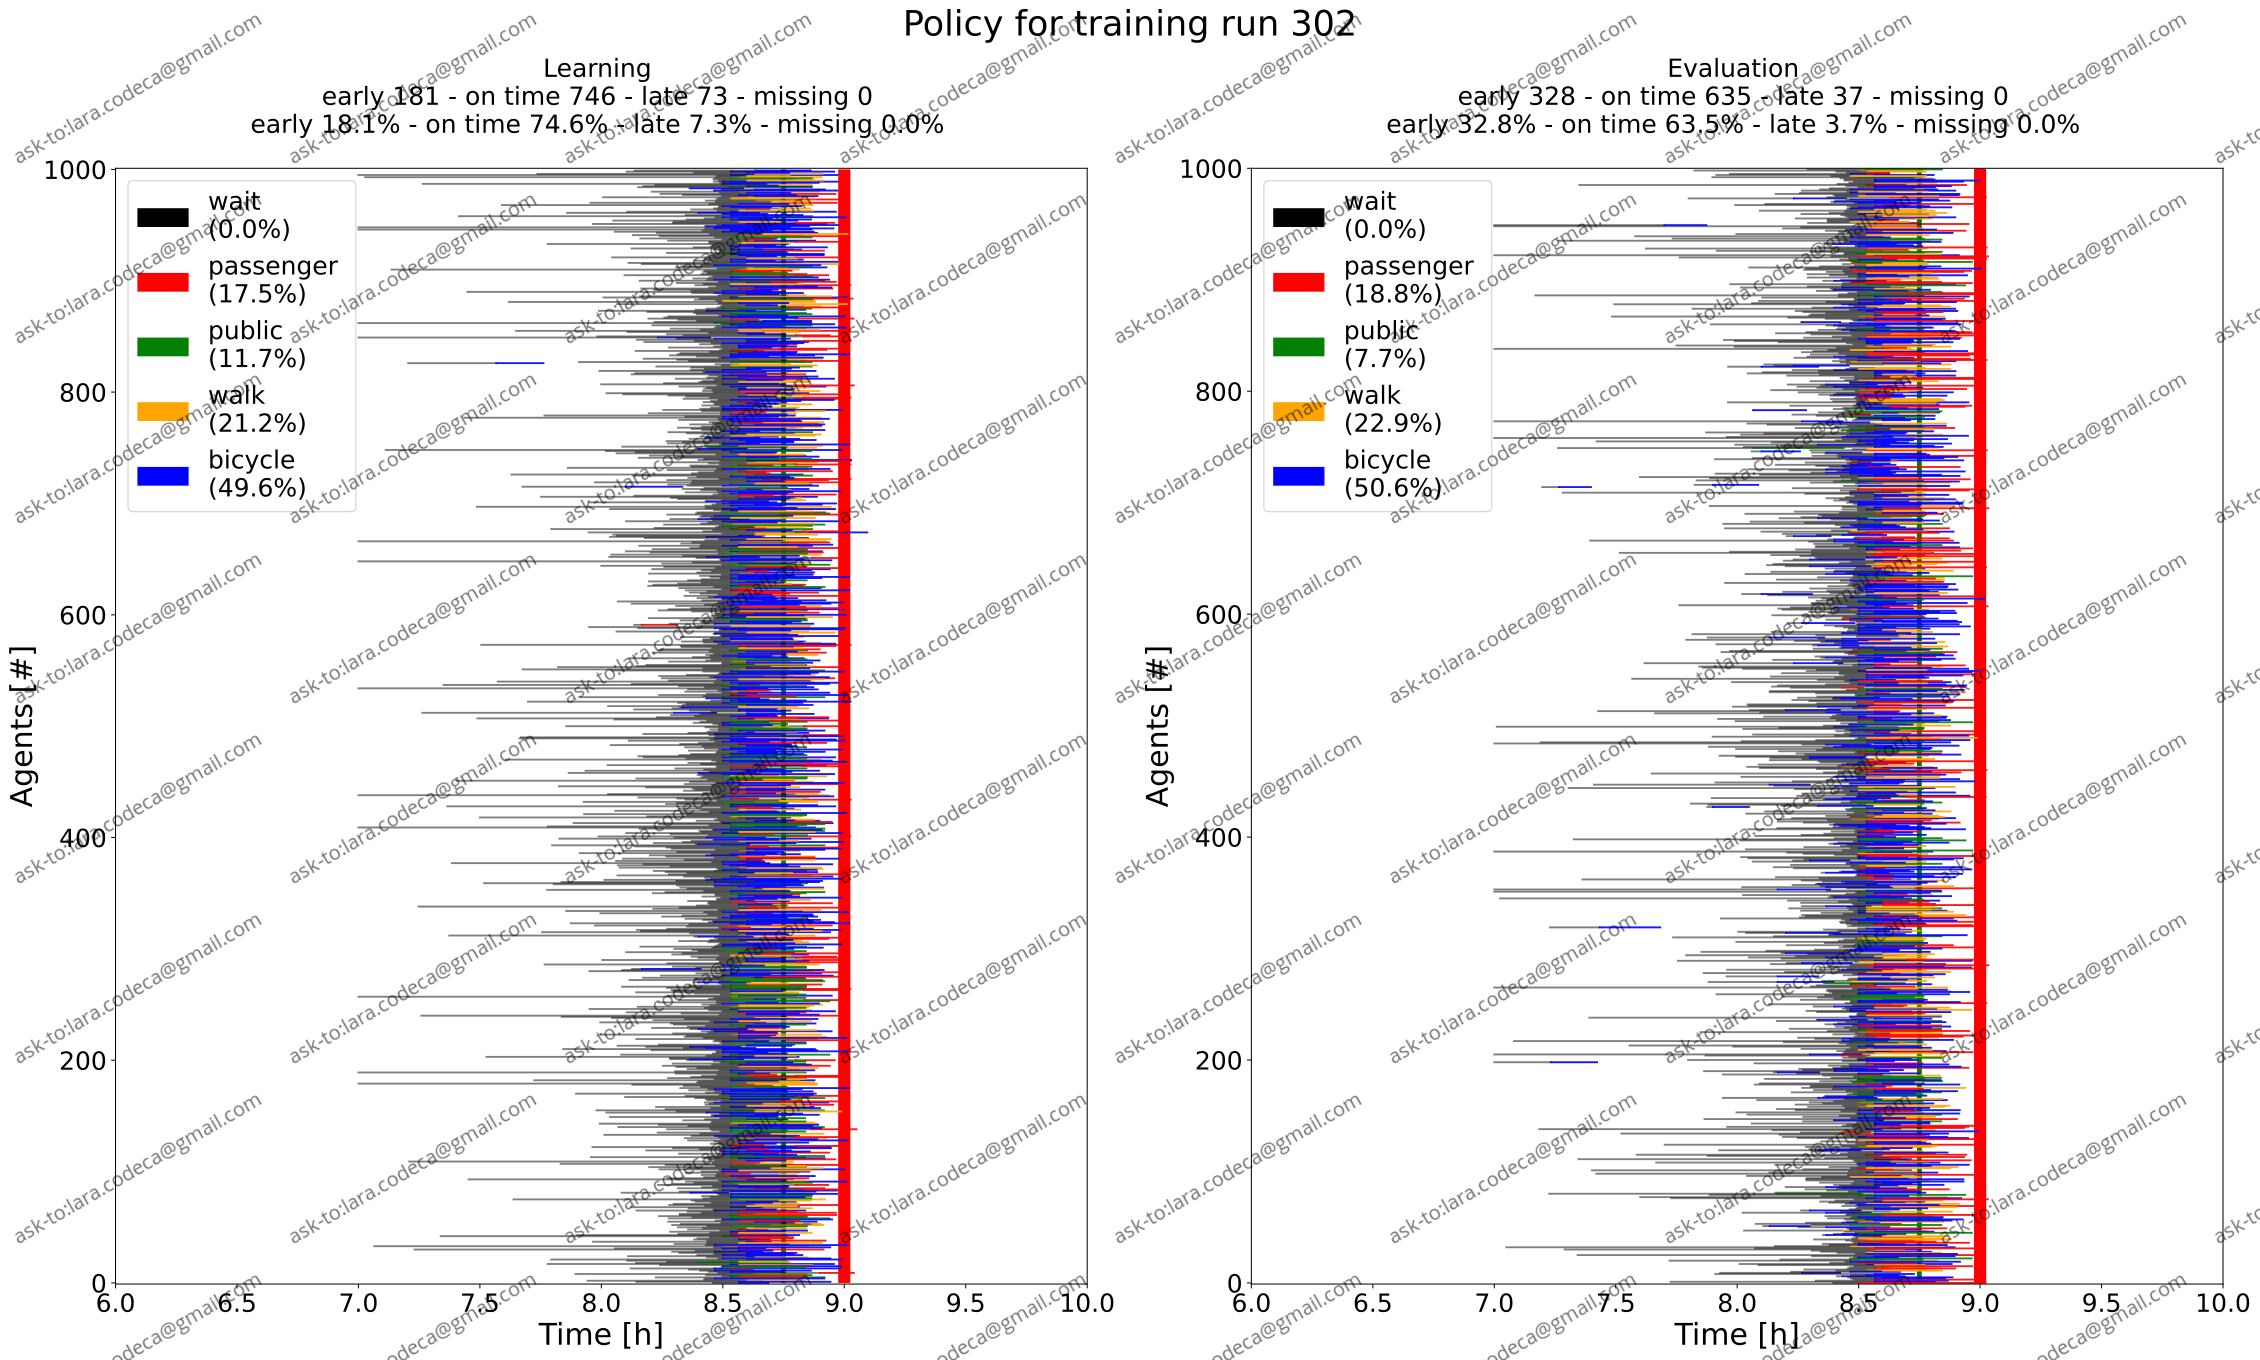 Policy for training run 302
Learning
early 181 - on time 746 - late 73 - missing 0
early 18.1% - on time 74.6% - late 7.3% - missing 0.0%
1000
800
600
400
200
0
Agents [#]
wait
(0.0%)
passenger
(17.5%)
public
(11.7%)
walk
(21.2%)
bicycle
(49.6%)
6.0 6.5 7.0 7.5 8.0 8.5 9.0 9.5 10.0
Time [h]
Evaluation
early 328 - on time 635 - late 37 - missing 0
early 32.8% - on time 63.5% - late 3.7% - missing 0.0%
1000
800
600
400
200
0
Agents [#]
wait
(0.0%)
passenger
(18.8%)
public
(7.7%)
walk
(22.9%)
bicycle
(50.6%)
6.0 6.5 7.0 7.5 8.0 8.5 9.0 9.5 10.0
Time [h]
ask-to:lara.codeca@gmail.com